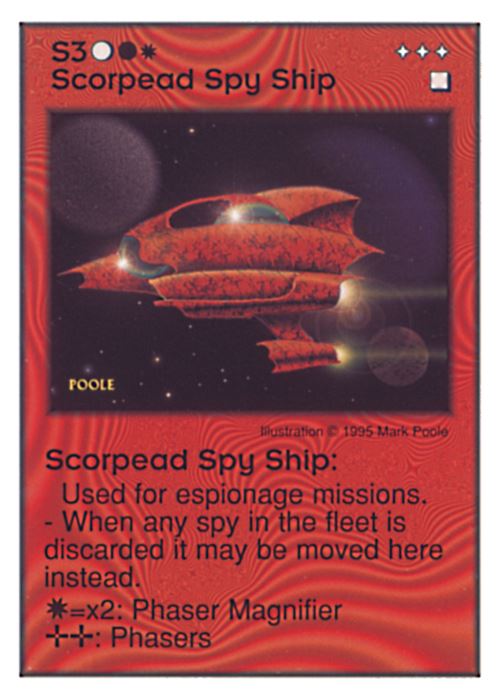 S3
Scorpead Spy Ship
POOLE
Illustration © 1995 Mark Poole
Scorpead Spy Ship:
Used for espionage missions.
- When any spy in the fleet is
discarded it may be moved here
instead.
✷=x2: Phaser Magnifier
✛✛: Phasers